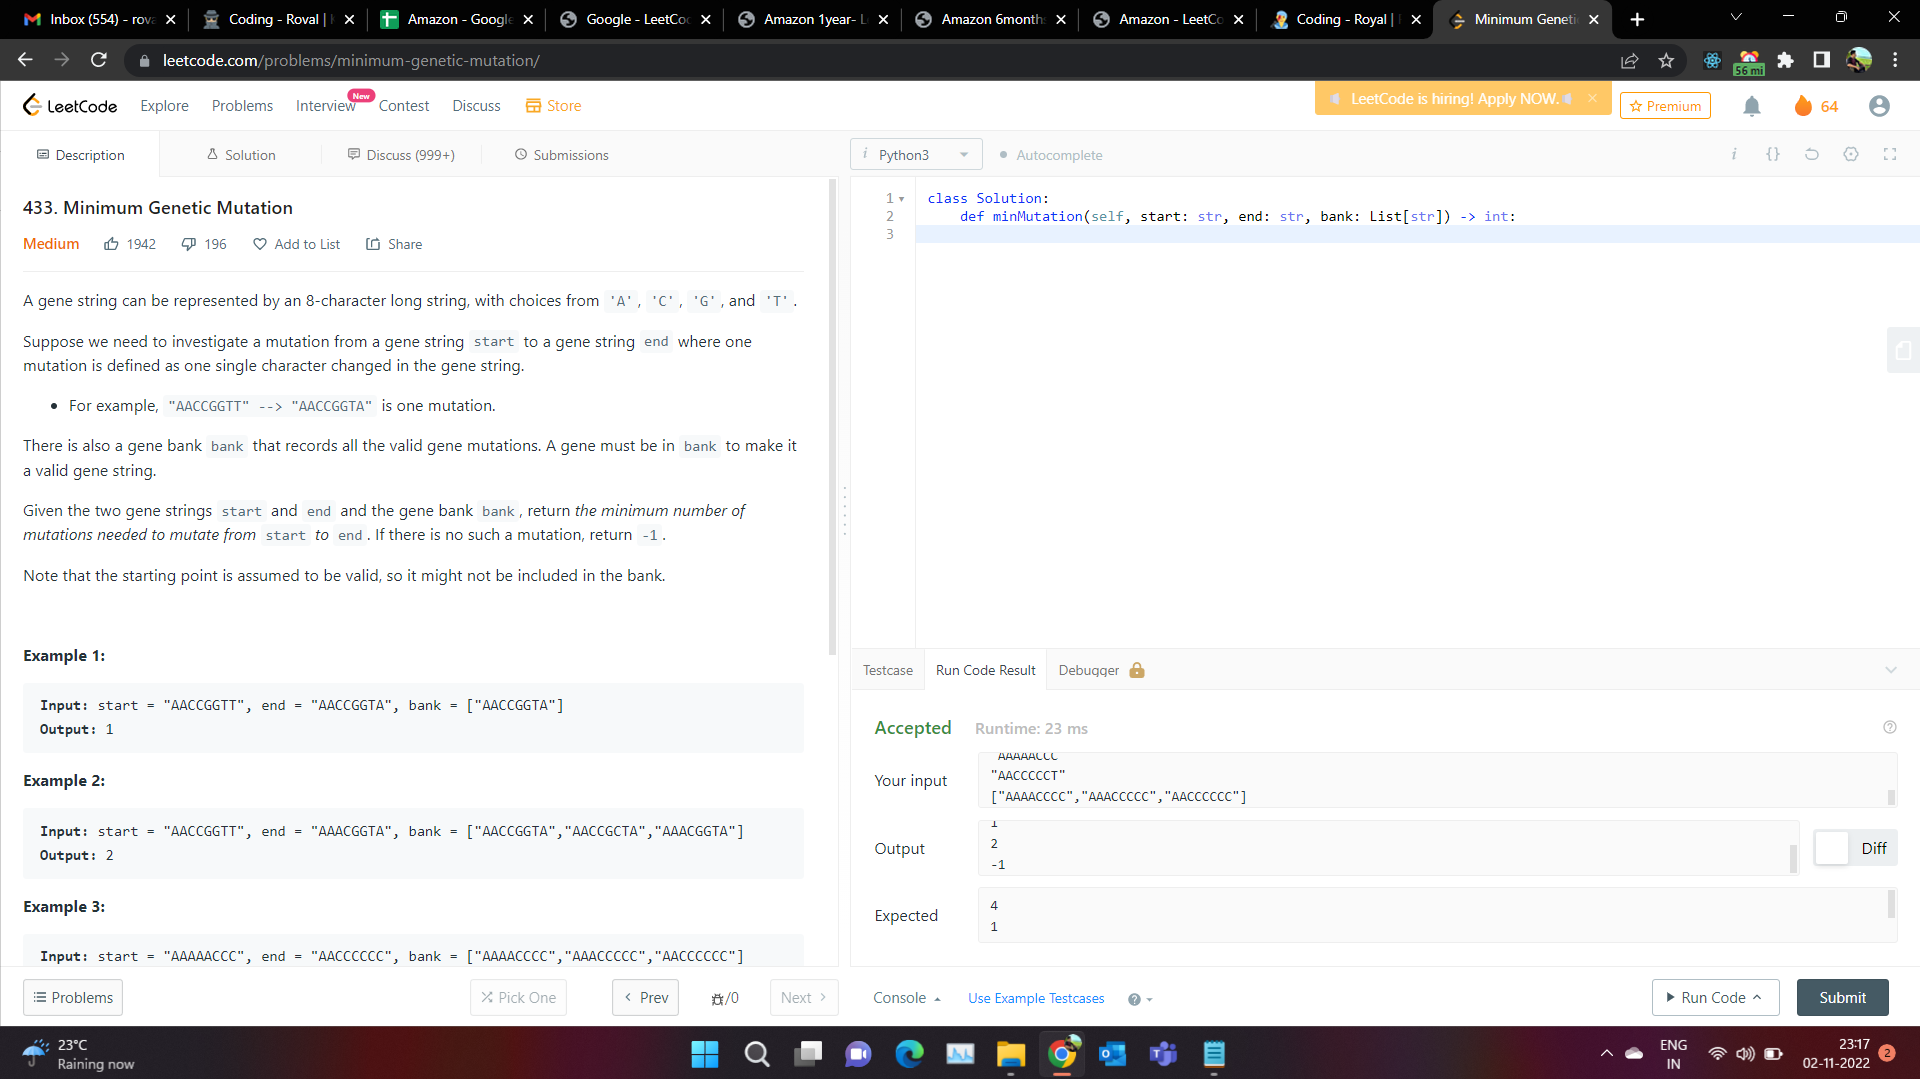 Inbox (554) - rova
Coding - Royal |
Amazon - Google
Google - LeetCo
Amazon 1year- L
Amazon 6month
Amazon - LeetCo
Coding - Royal |
Minimum Geneti
leetcode.com/problems/minimum-genetic-mutation/
56 mi
LeetCode
Explore
Problems
Interview
New
Contest
Discuss
Store
LeetCode is hiring! Apply NOW.
Premium
64
Description
Solution
Discuss (999+)
Submissions
Python3
Autocomplete
433. Minimum Genetic Mutation
Medium 1942 196 Add to List Share
A gene string can be represented by an 8-character long string, with choices from 'A', 'C', 'G', and 'T'.
Suppose we need to investigate a mutation from a gene string start to a gene string end where one
mutation is defined as one single character changed in the gene string.
• For example, "AACCGGTT" --> "AACCGGTA" is one mutation.
There is also a gene bank bank that records all the valid gene mutations. A gene must be in bank to make it
a valid gene string.
Given the two gene strings start and end and the gene bank bank, return the minimum number of
mutations needed to mutate from start to end. If there is no such a mutation, return -1.
Note that the starting point is assumed to be valid, so it might not be included in the bank.
Example 1:
Input: start = "AACCGGTT", end = "AACCGGTA", bank = ["AACCGGTA"]
Output: 1
Example 2:
Input: start = "AACCGGTT", end = "AAACGGTA", bank = ["AACCGGTA","AACCGCTA","AAACGGTA"]
Output: 2
Example 3:
Input: start = "AAAAACCC", end = "AACCCCCC", bank = ["AAAACCCC","AAACCCCC","AACCCCCC"]
1 class Solution:
2 def minMutation(self, start: str, end: str, bank: List[str]) -> int:
3
Testcase
Run Code Result
Debugger
Accepted Runtime: 23 ms
Your input
AAAAACCC
"AACCCCCT"
["AAAACCCC","AAACCCCC","AACCCCCC"]
Output
1
2
-1
Diff
Expected
4
1
Problems
Pick One
Prev
/0
Next
Console
Use Example Testcases
Run Code
Submit
23°C
Raining now
ENG
IN
23:17
02-11-2022
2